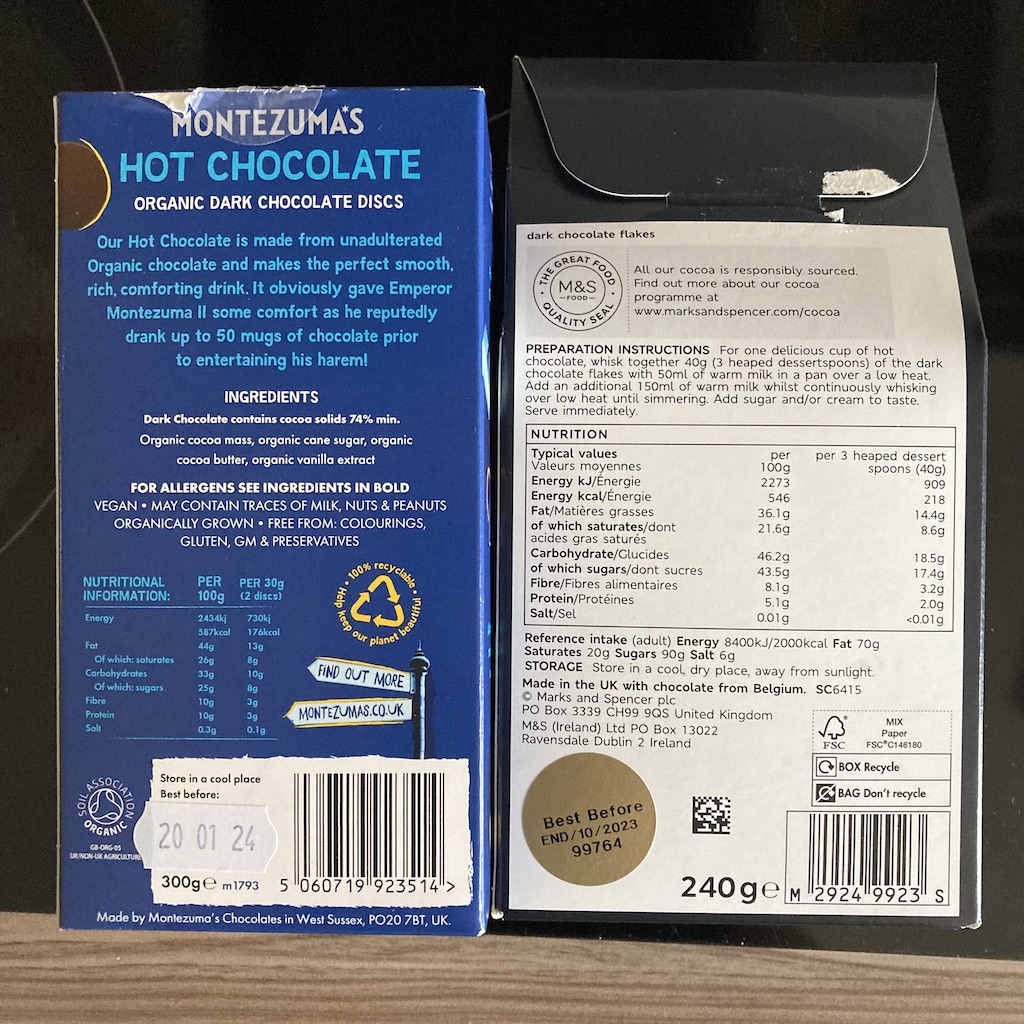 MONTEZUMA'S
HOT CHOCOLATE
ORGANIC DARK CHOCOLATE DISCS
Our Hot Chocolate is made from unadulterated
Organic chocolate and makes the perfect smooth,
rich, comforting drink. It obviously gave Emperor
Montezuma II some comfort as he reputedly
drank up to 50 mugs of chocolate prior
to entertaining his harem!
INGREDIENTS
Dark Chocolate contains cocoa solids 74% min.
Organic cocoa mass, organic cane sugar, organic
cocoa butter, organic vanilla extract
FOR ALLERGENS SEE INGREDIENTS IN BOLD
VEGAN • MAY CONTAIN TRACES OF MILK, NUTS & PEANUTS
ORGANICALLY GROWN • FREE FROM: COLOURINGS,
GLUTEN, GM & PRESERVATIVES
NUTRITIONAL INFORMATION: PER 100g PER 30g (2 discs)
Energy 2434kj 730kj
587kcal 176kcal
Fat 44g 13g
Of which: saturates 26g 8g
Carbohydrates 33g 10g
Of which: sugars 25g 8g
Fibre 10g 3g
Protein 10g 3g
Salt 0.3g 0.1g
• 100% recyclable •
Help keep our planet beautiful
FIND OUT MORE
MONTEZUMAS.CO.UK
SOIL ASSOCIATION
ORGANIC
GB-ORG-05
UK/NON-UK AGRICULTURE
Store in a cool place
Best before:
20 01 24
300g e m1793
5 060719 923514 >
Made by Montezuma's Chocolates in West Sussex, PO20 7BT, UK.
dark chocolate flakes
THE GREAT FOOD
M&S
FOOD
QUALITY SEAL
All our cocoa is responsibly sourced.
Find out more about our cocoa
programme at
www.marksandspencer.com/cocoa
PREPARATION INSTRUCTIONS For one delicious cup of hot
chocolate, whisk together 40g (3 heaped dessertspoons) of the dark
chocolate flakes with 50ml of warm milk in a pan over a low heat.
Add an additional 150ml of warm milk whilst continuously whisking
over low heat until simmering. Add sugar and/or cream to taste.
Serve immediately.
NUTRITION
Typical values per per 3 heaped dessert
Valeurs moyennes 100g spoons (40g)
Energy kJ/Énergie 2273 909
Energy kcal/Énergie 546 218
Fat/Matières grasses 36.1g 14.4g
of which saturates/dont 21.6g 8.6g
acides gras saturés
Carbohydrate/Glucides 46.2g 18.5g
of which sugars/dont sucres 43.5g 17.4g
Fibre/Fibres alimentaires 8.1g 3.2g
Protein/Protéines 5.1g 2.0g
Salt/Sel 0.01g <0.01g
Reference intake (adult) Energy 8400kJ/2000kcal Fat 70g
Saturates 20g Sugars 90g Salt 6g
STORAGE Store in a cool, dry place, away from sunlight.
Made in the UK with chocolate from Belgium. SC6415
© Marks and Spencer plc
PO Box 3339 CH99 9QS United Kingdom
M&S (Ireland) Ltd PO Box 13022
Ravensdale Dublin 2 Ireland
FSC
MIX
Paper
FSC® C146180
BOX Recycle
BAG Don't recycle
Best Before
END/10/2023
99764
240g e
M 2924 9923 S